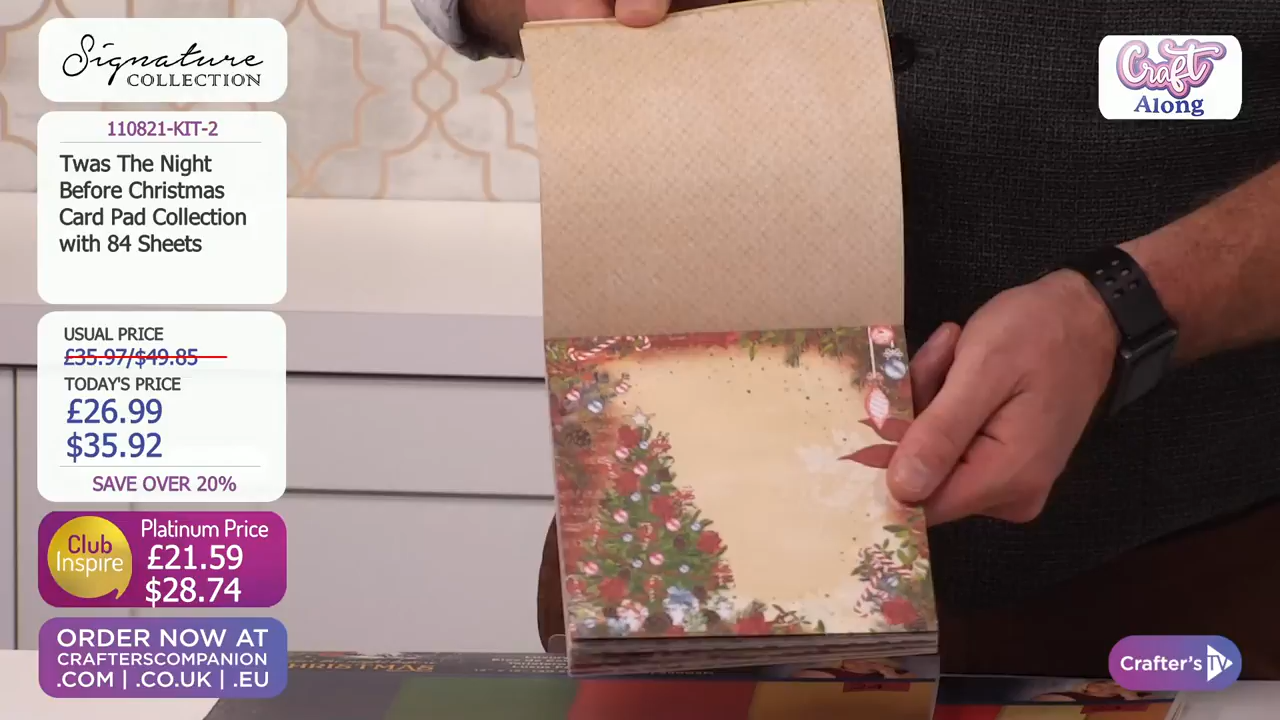 Signature
COLLECTION
110821-KIT-2
Twas The Night
Before Christmas
Card Pad Collection
with 84 Sheets
USUAL PRICE
£35.97/$49.85
TODAY'S PRICE
£26.99
$35.92
SAVE OVER 20%
Club
Inspire
Platinum Price
£21.59
$28.74
ORDER NOW AT
CRAFTERSCOMPANION
.COM | .CO.UK | .EU
Craft
Along
CHRISTMAS
Crafter's TV